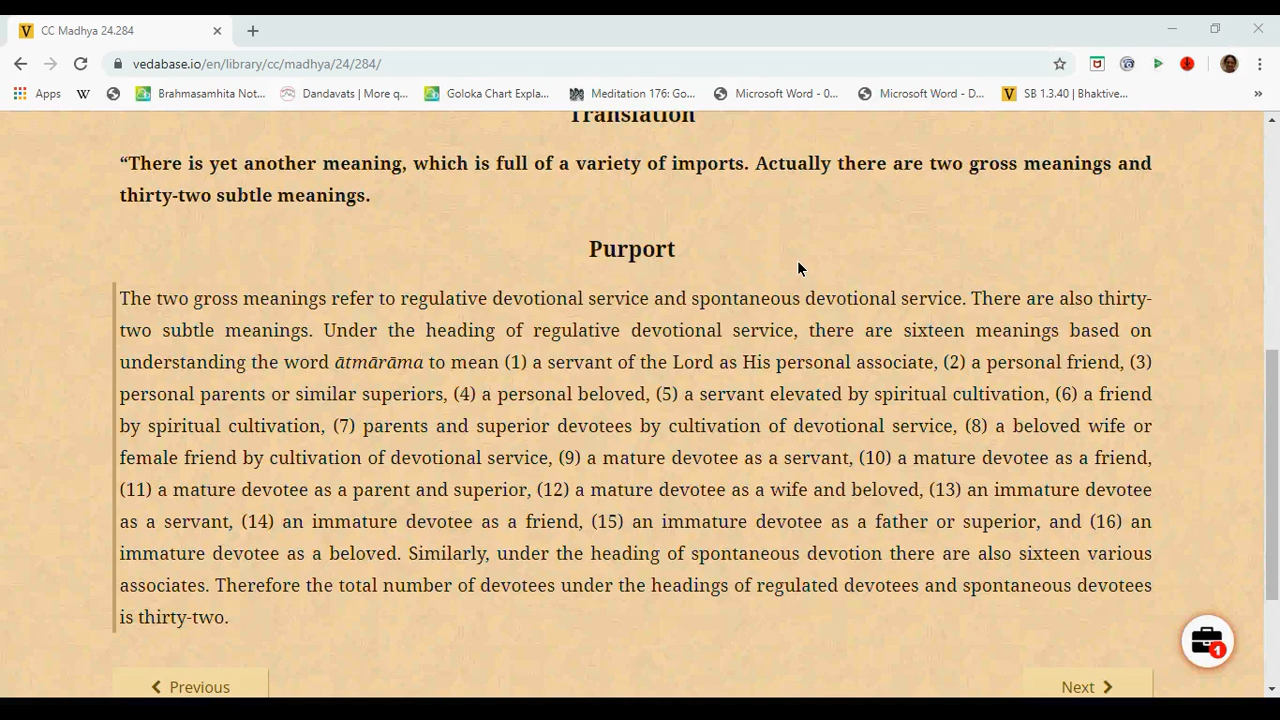 CC Madhya 24.284
vedabase.io/en/library/cc/madhya/24/284/
Apps
Brahmasamhita Not...
Dandavats | More q...
Goloka Chart Expla...
Meditation 176: Go...
Microsoft Word - 0...
Microsoft Word - D...
SB 1.3.40 | Bhaktive...
»
Translation
“There is yet another meaning, which is full of a variety of imports. Actually there are two gross meanings and
thirty-two subtle meanings.
Purport
The two gross meanings refer to regulative devotional service and spontaneous devotional service. There are also thirty-
two subtle meanings. Under the heading of regulative devotional service, there are sixteen meanings based on
understanding the word ātmārāma to mean (1) a servant of the Lord as His personal associate, (2) a personal friend, (3)
personal parents or similar superiors, (4) a personal beloved, (5) a servant elevated by spiritual cultivation, (6) a friend
by spiritual cultivation, (7) parents and superior devotees by cultivation of devotional service, (8) a beloved wife or
female friend by cultivation of devotional service, (9) a mature devotee as a servant, (10) a mature devotee as a friend,
(11) a mature devotee as a parent and superior, (12) a mature devotee as a wife and beloved, (13) an immature devotee
as a servant, (14) an immature devotee as a friend, (15) an immature devotee as a father or superior, and (16) an
immature devotee as a beloved. Similarly, under the heading of spontaneous devotion there are also sixteen various
associates. Therefore the total number of devotees under the headings of regulated devotees and spontaneous devotees
is thirty-two.
1
Previous
Next